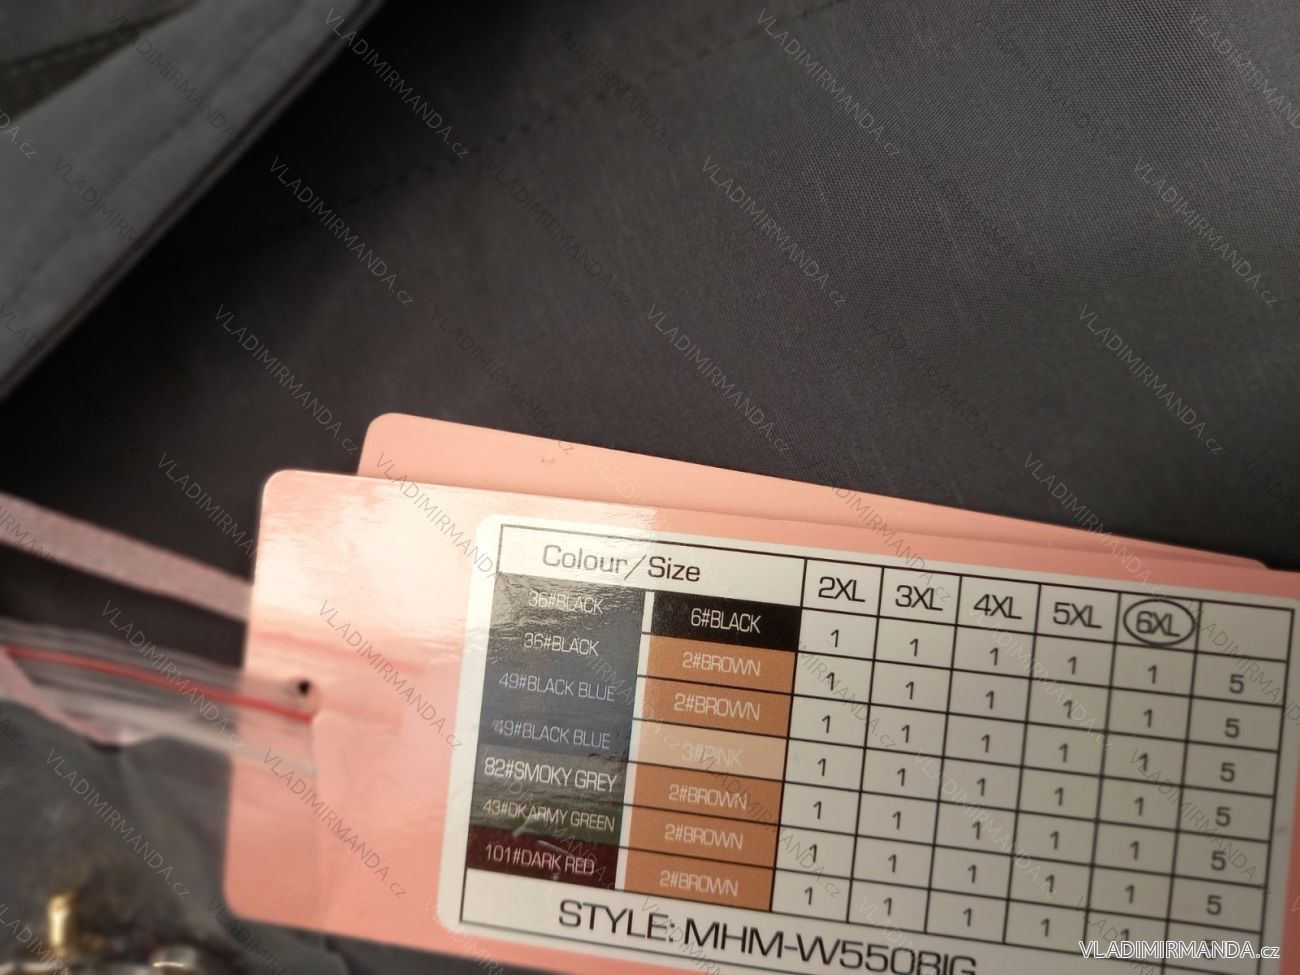 Colour/Size 2XL 3XL 4XL 5XL 6XL
36#BLACK 6#BLACK 1 1 1 1 1 5
36#BLACK 2#BROWN 1 1 1 1 1 5
49#BLACK BLUE 2#BROWN 1 1 1 1 1 5
49#BLACK BLUE 3#PINK 1 1 1 1 1 5
82#SMOKY GREY 2#BROWN 1 1 1 1 1 5
43#DK ARMY GREEN 2#BROWN 1 1 1 1 1 5
101#DARK RED 2#BROWN 1 1 1 1 1
STYLE: MHM-W550BIG
VLADIMIRMANDA.cz